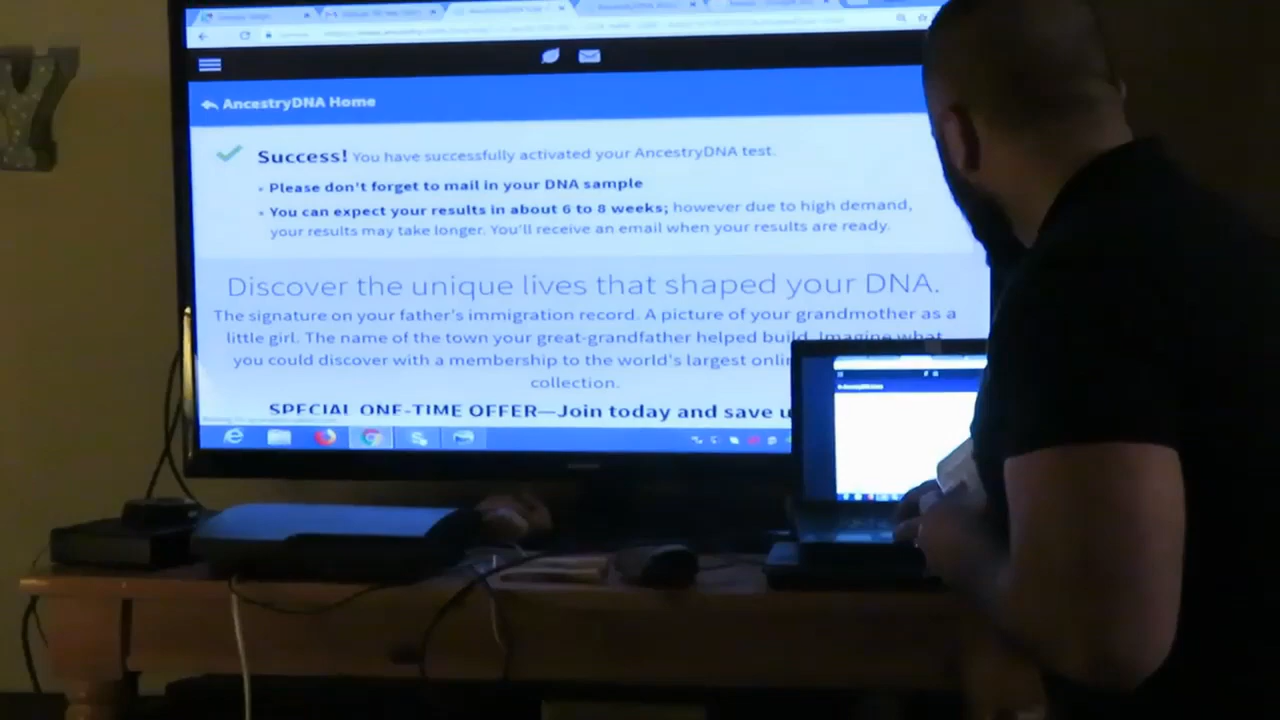 Y
AncestryDNA Home
Success! You have successfully activated your AncestryDNA test.
• Please don't forget to mail in your DNA sample
• You can expect your results in about 6 to 8 weeks; however due to high demand,
your results may take longer. You'll receive an email when your results are ready.
Discover the unique lives that shaped your DNA.
The signature on your father's immigration record. A picture of your grandmother as a
little girl. The name of the town your great-grandfather helped build. Imagine what
you could discover with a membership to the world's largest
collection.
SPECIAL ONE-TIME OFFER—Join today and save